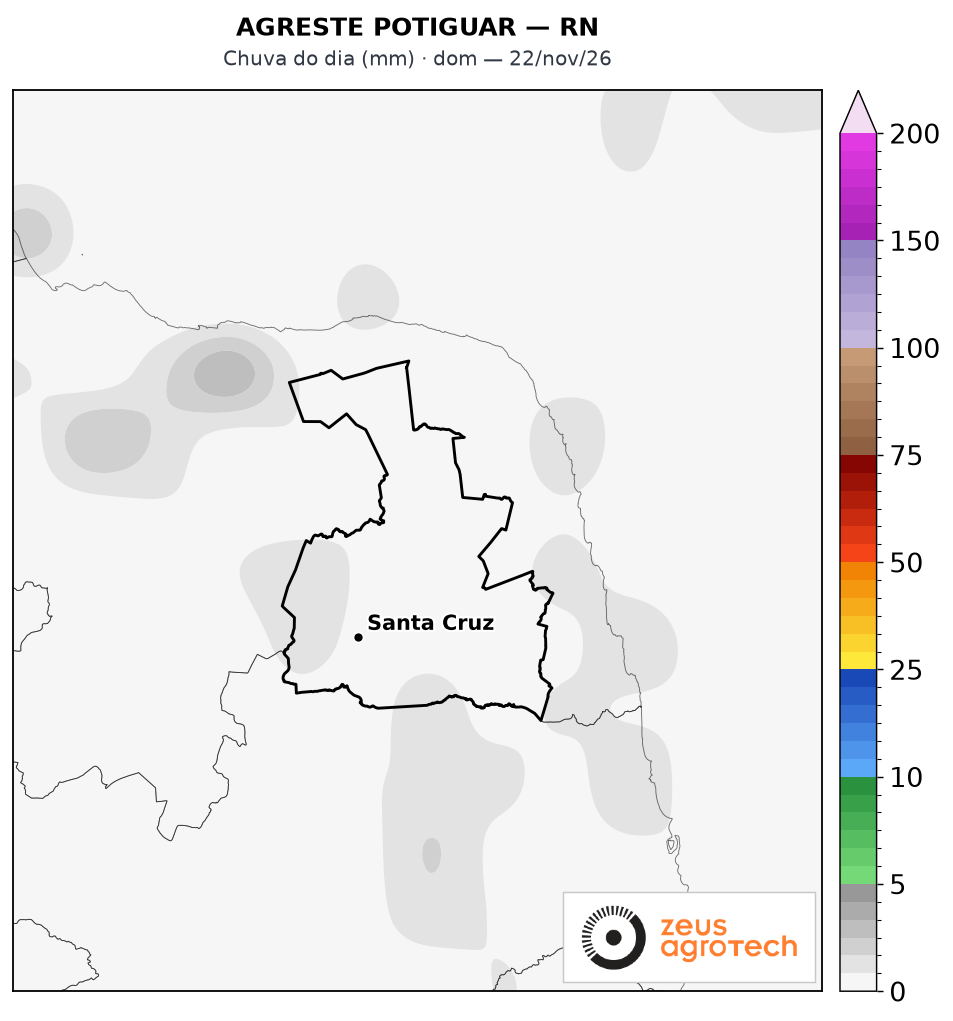 AGRESTE POTIGUAR — RN
Chuva do dia (mm) · dom — 22/nov/26
200
150
100
75
50
25
10
5
0
Santa Cruz
zeus
agrotech